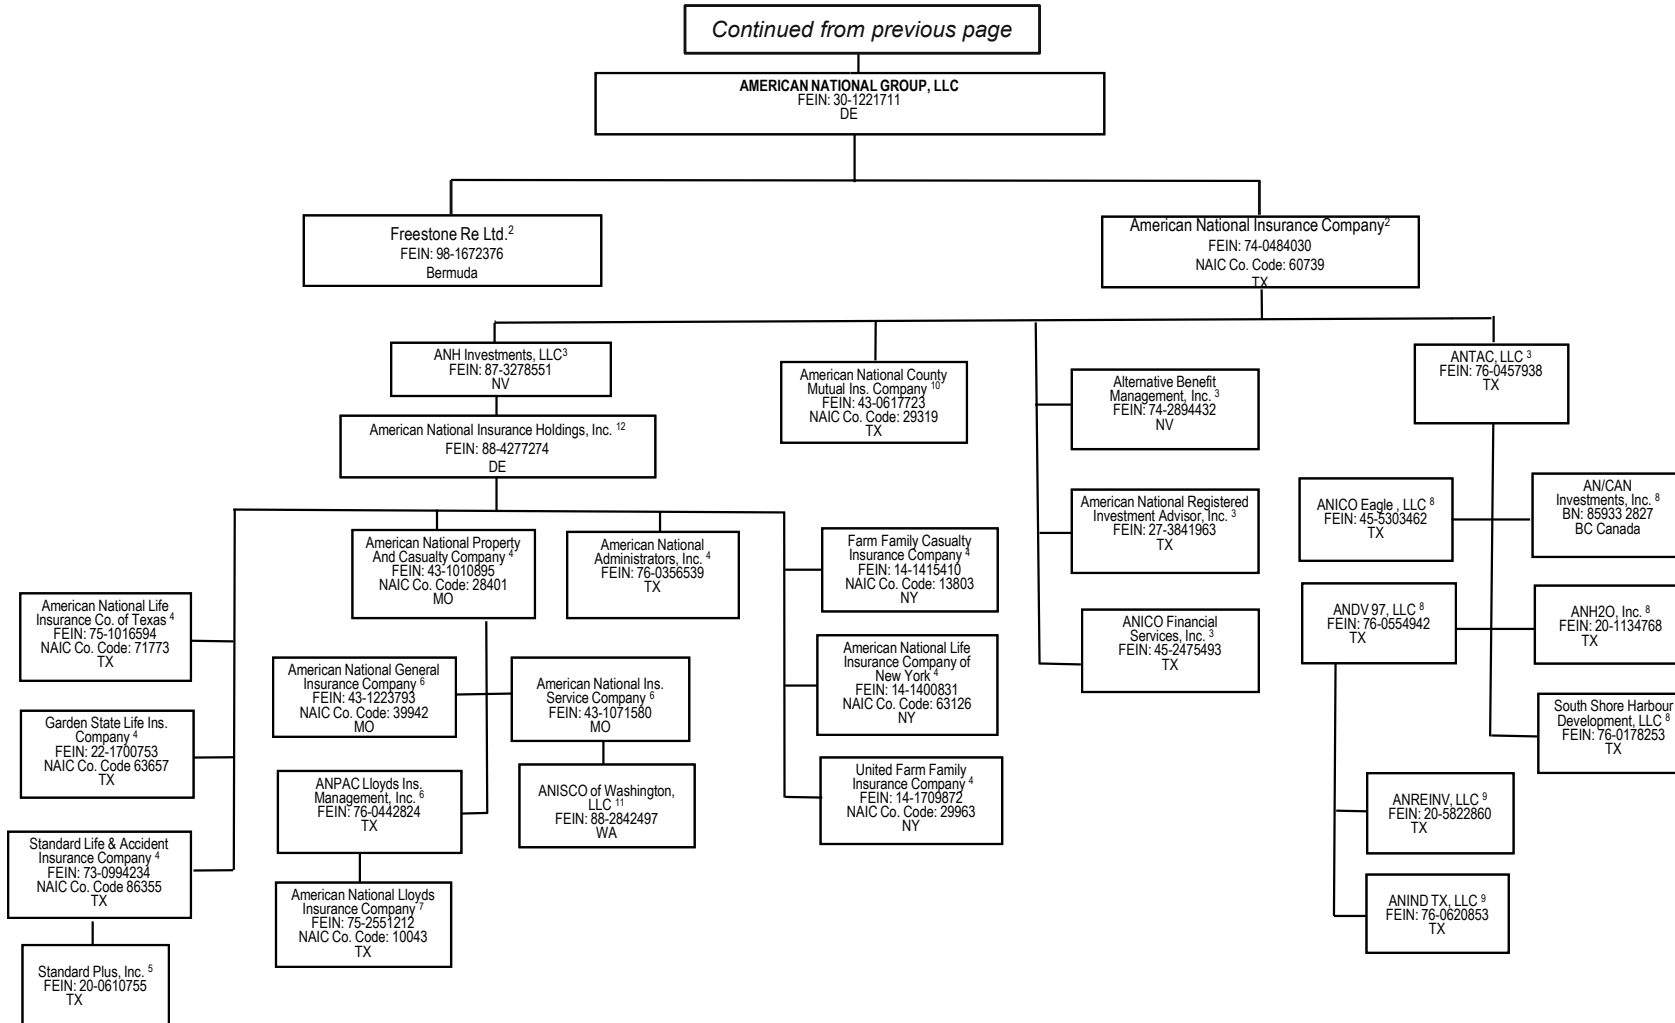 Continued from previous page
AMERICAN NATIONAL GROUP, LLC
FEIN: 30-1221711
DE
Freestone Re Ltd.²
FEIN: 98-1672376
Bermuda
American National Insurance Company²
FEIN: 74-0484030
NAIC Co. Code: 60739
TX
ANH Investments, LLC³
FEIN: 87-3278551
NV
American National Insurance Holdings, Inc. ¹²
FEIN: 88-4277274
DE
American National County
Mutual Ins. Company ¹⁰
FEIN: 43-0617723
NAIC Co. Code: 29319
TX
Alternative Benefit
Management, Inc. ³
FEIN: 74-2894432
NV
American National Registered
Investment Advisor, Inc. ³
FEIN: 27-3841963
TX
ANICO Financial
Services, Inc. ³
FEIN: 45-2475493
TX
ANTAC, LLC ³
FEIN: 76-0457938
TX
ANICO Eagle , LLC ⁸
FEIN: 45-5303462
TX
AN/CAN
Investments, Inc. ⁸
BN: 85933 2827
BC Canada
ANDV 97, LLC ⁸
FEIN: 76-0554942
TX
ANH2O, Inc. ⁸
FEIN: 20-1134768
TX
South Shore Harbour
Development, LLC ⁸
FEIN: 76-0178253
TX
ANREINV, LLC ⁹
FEIN: 20-5822860
TX
ANIND TX, LLC ⁹
FEIN: 76-0620853
TX
American National Property
And Casualty Company ⁴
FEIN: 43-1010895
NAIC Co. Code: 28401
MO
American National
Administrators, Inc. ⁴
FEIN: 76-0356539
TX
Farm Family Casualty
Insurance Company ⁴
FEIN: 14-1415410
NAIC Co. Code: 13803
NY
American National Life
Insurance Company of
New York ⁴
FEIN: 14-1400831
NAIC Co. Code: 63126
NY
United Farm Family
Insurance Company ⁴
FEIN: 14-1709872
NAIC Co. Code: 29963
NY
American National Life
Insurance Co. of Texas ⁴
FEIN: 75-1016594
NAIC Co. Code: 71773
TX
Garden State Life Ins.
Company ⁴
FEIN: 22-1700753
NAIC Co. Code 63657
TX
Standard Life & Accident
Insurance Company ⁴
FEIN: 73-0994234
NAIC Co. Code 86355
TX
Standard Plus, Inc. ⁵
FEIN: 20-0610755
TX
American National General
Insurance Company ⁶
FEIN: 43-1223793
NAIC Co. Code: 39942
MO
American National Ins.
Service Company ⁶
FEIN: 43-1071580
MO
ANPAC Lloyds Ins.
Management, Inc. ⁶
FEIN: 76-0442824
TX
ANISCO of Washington,
LLC ¹¹
FEIN: 88-2842497
WA
American National Lloyds
Insurance Company ⁷
FEIN: 75-2551212
NAIC Co. Code: 10043
TX